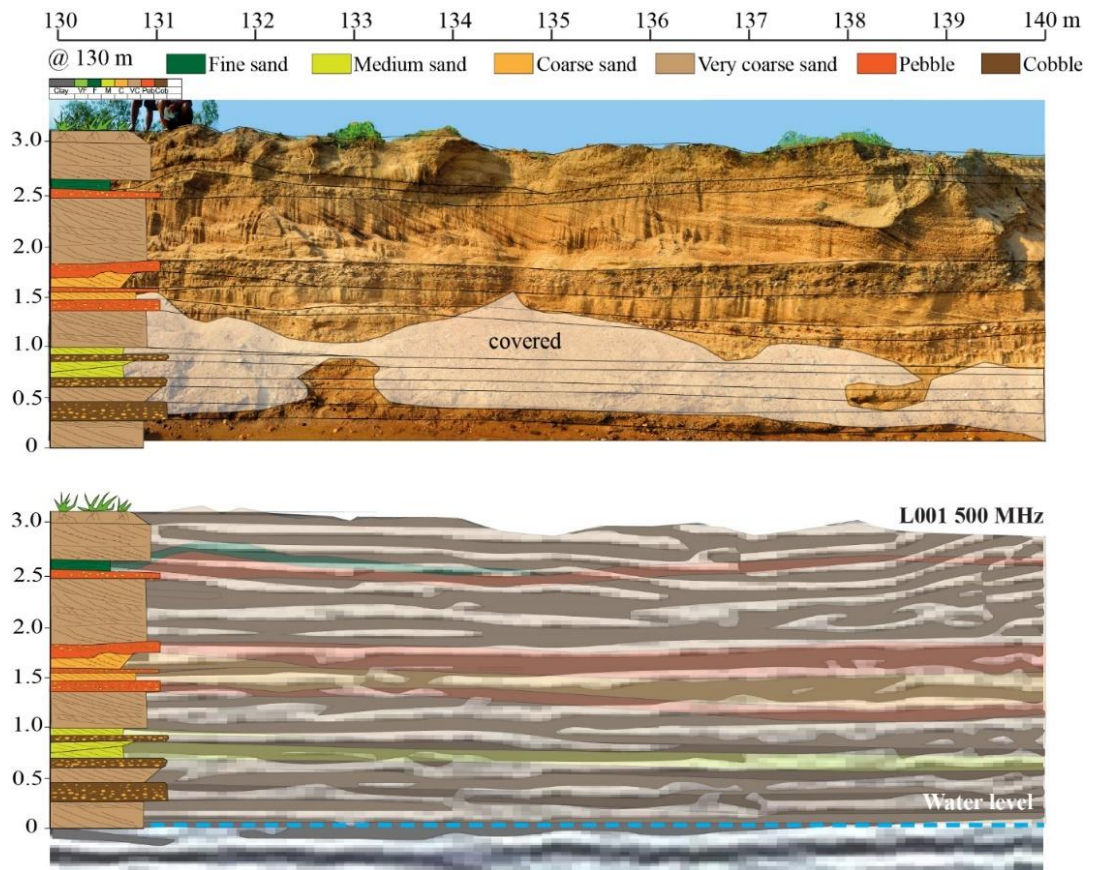 130 131 132 133 134 135 136 137 138 139 140 m
@ 130 m Fine sand Medium sand Coarse sand Very coarse sand Pebble Cobble
Clay VF F M C VC Peb Cob
3.0
2.5
2.0
1.5
covered
1.0
0.5
0
3.0 L001 500 MHz
2.5
2.0
1.5
1.0
0.5
Water level
0